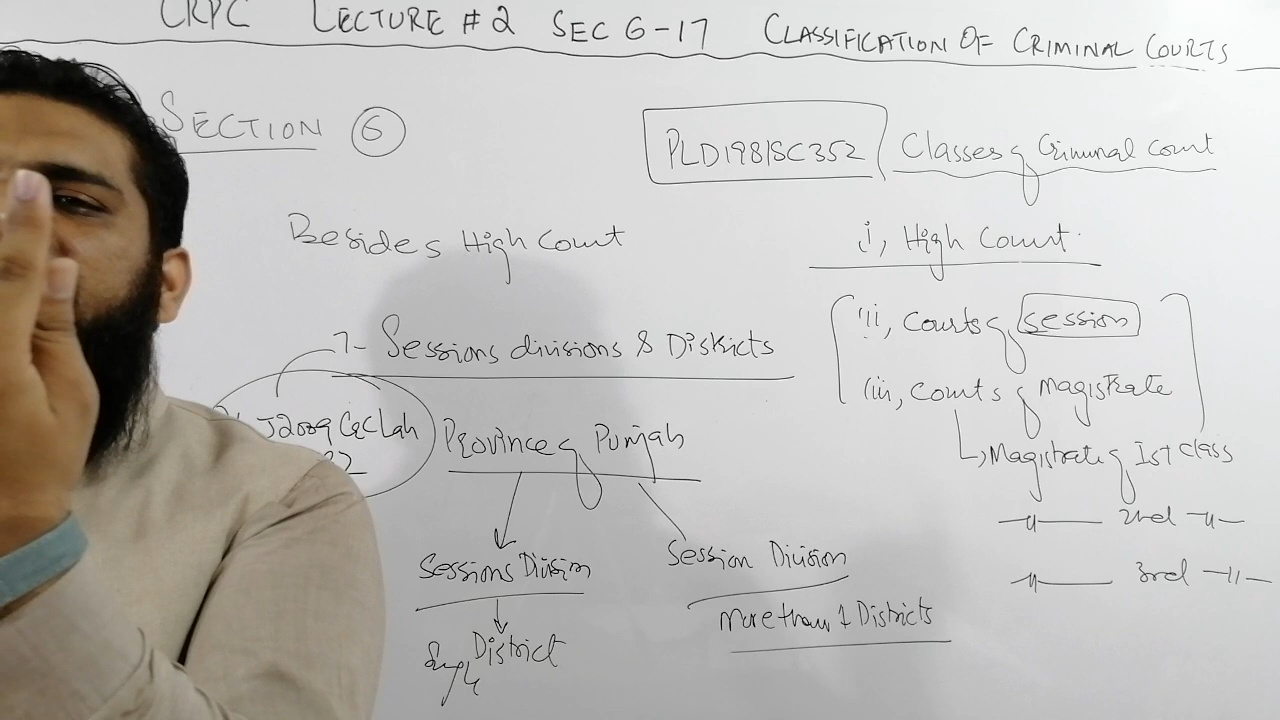 CRPC LECTURE #2 SEC 6-17 CLASSIFICATION OF CRIMINAL COURTS
SECTION 6
Besides High Court
7- Sessions divisions & Districts
Province of Punjab
Sessions Division
District
Session Division
More than 1 Districts
PLD1981SC352
Classes of Criminal court
i, High Court.
ii, Courts of session
iii, Courts of Magistrate
Magistrate of Ist class
—〃— 2nd —〃—
—〃— 3rd —〃—